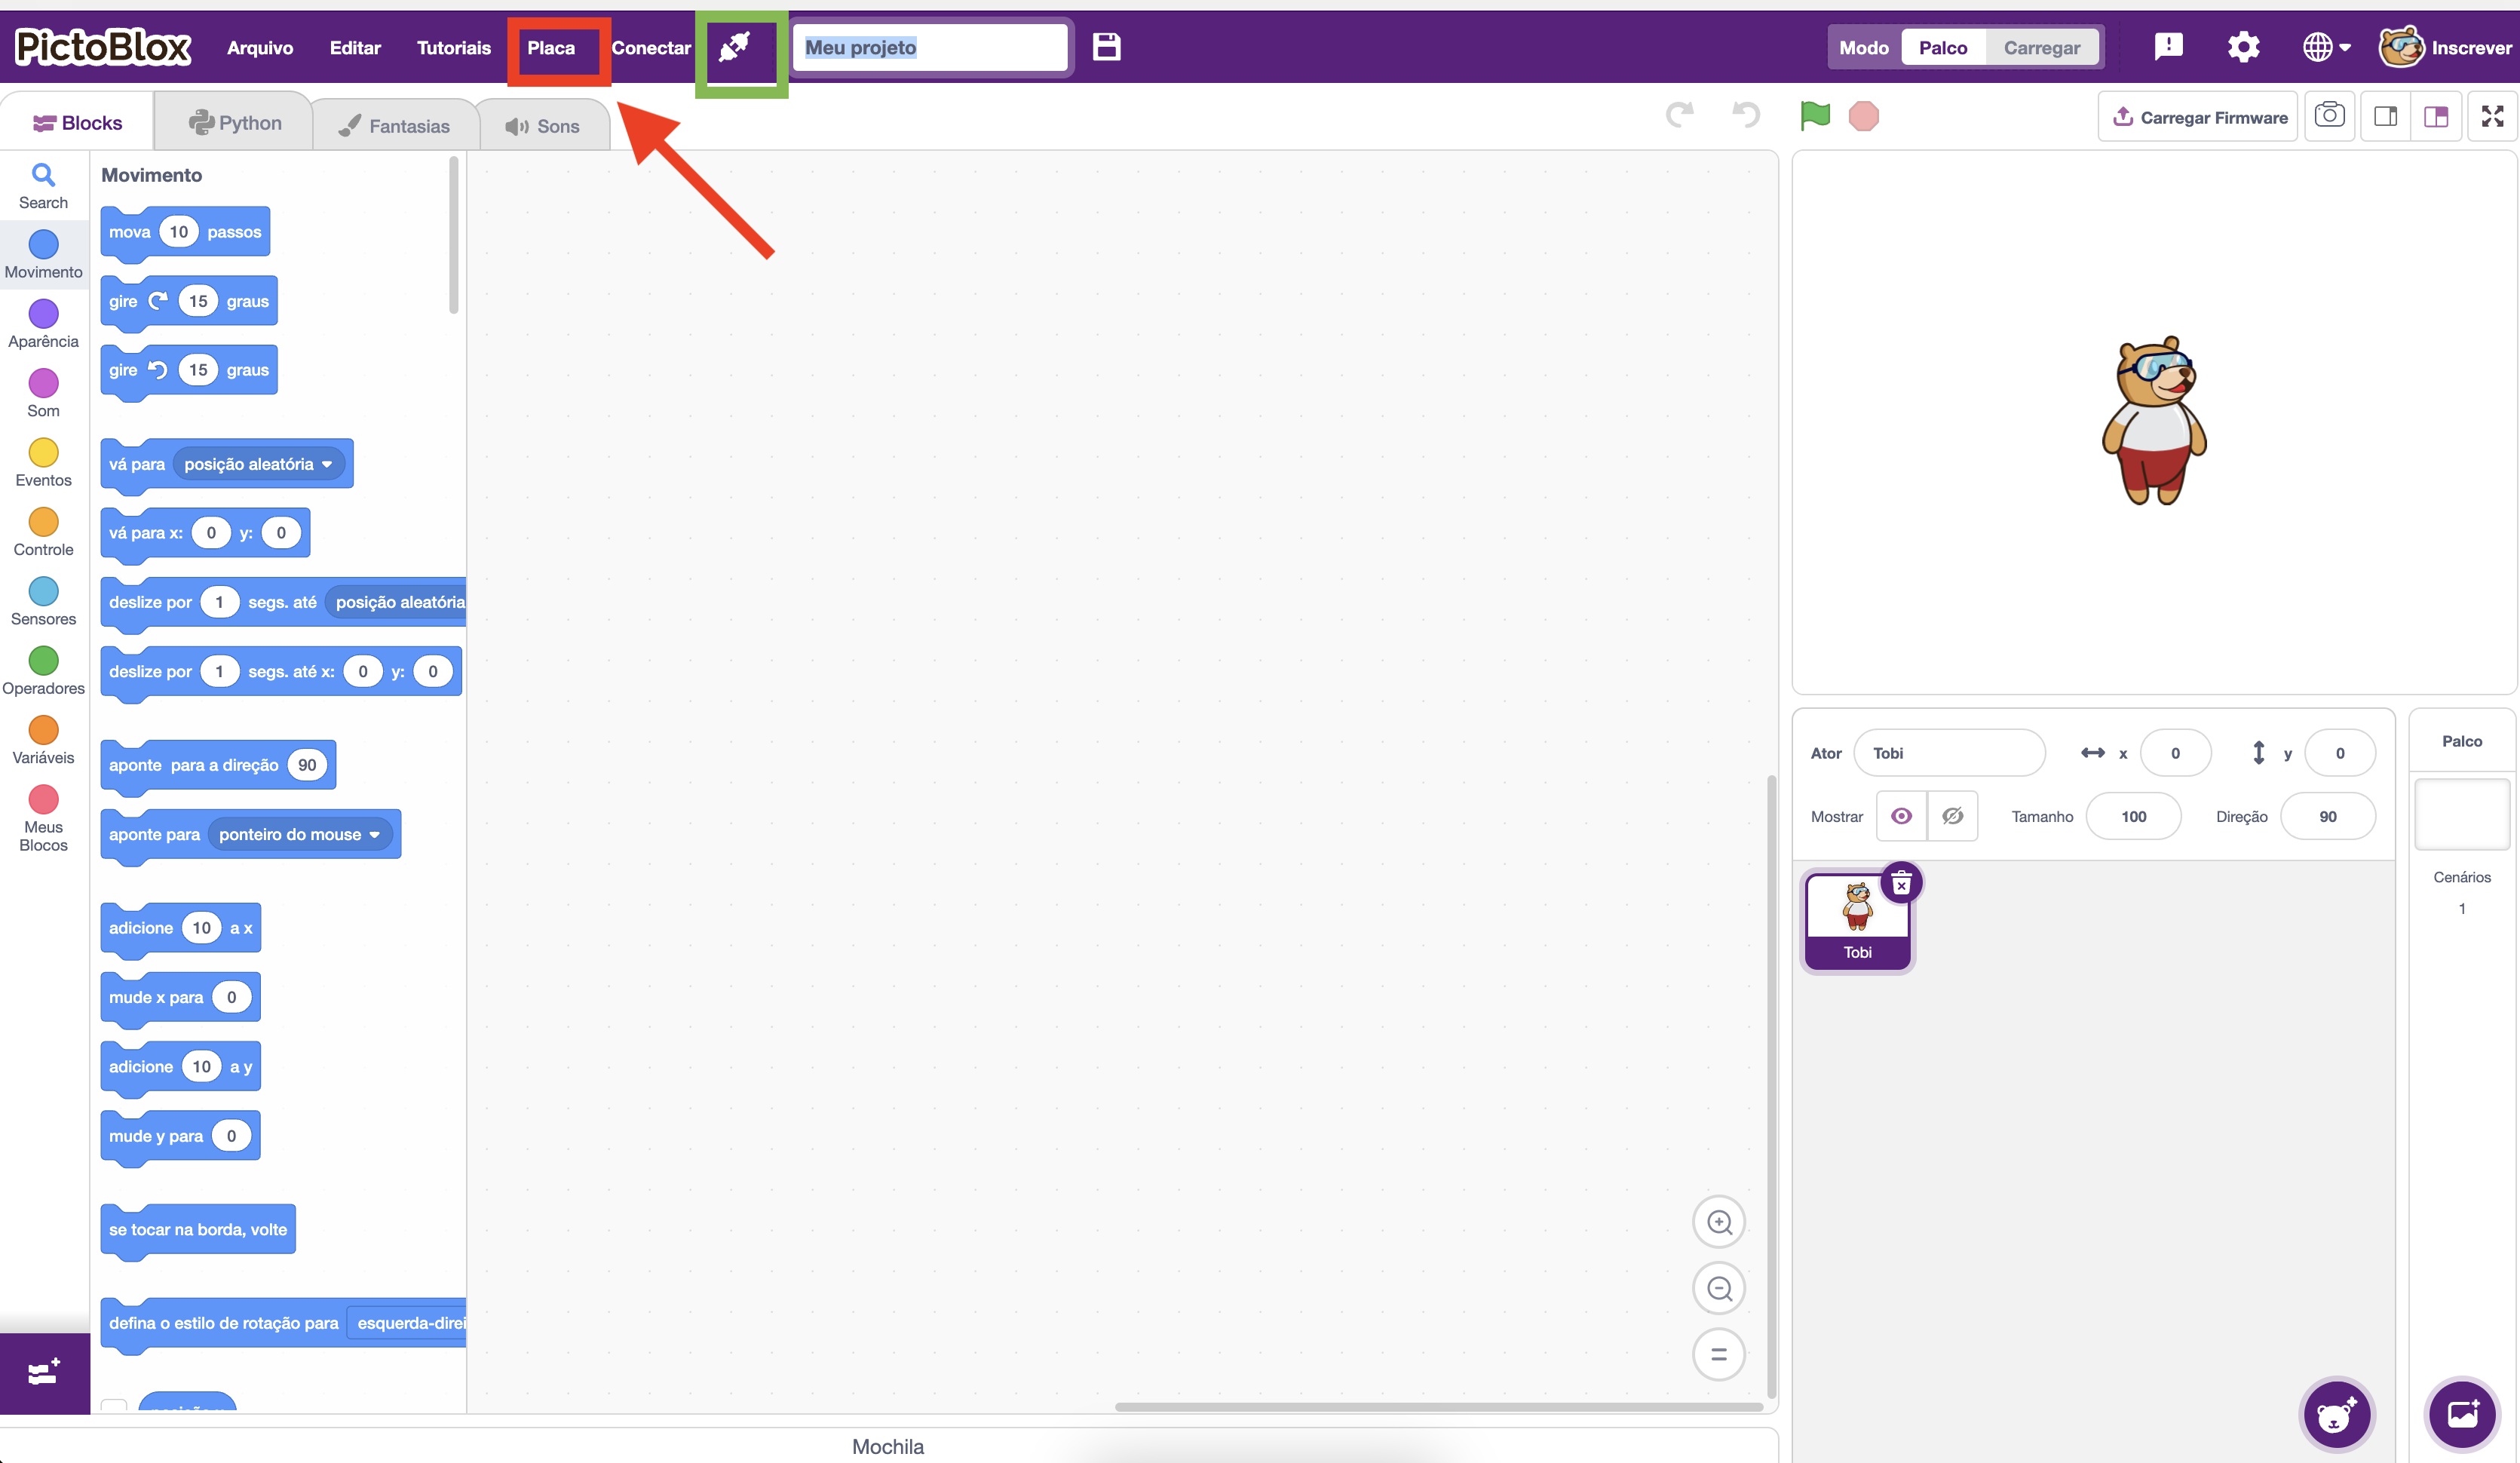 PictoBlox Arquivo Editar Tutoriais Placa Conectar Meu projeto Modo Palco Carregar Inscrever
Blocks Python Fantasias Sons Carregar Firmware
Search
Movimento
Aparência
Som
Eventos
Controle
Sensores
Operadores
Variáveis
Meus
Blocos
Movimento
mova 10 passos
gire 15 graus
gire 15 graus
vá para posição aleatória
vá para x: 0 y: 0
deslize por 1 segs. até posição aleatória
deslize por 1 segs. até x: 0 y: 0
aponte para a direção 90
aponte para ponteiro do mouse
adicione 10 a x
mude x para 0
adicione 10 a y
mude y para 0
se tocar na borda, volte
defina o estilo de rotação para esquerda-direi
Ator Tobi x 0 y 0
Mostrar Tamanho 100 Direção 90
Tobi
Palco
Cenários
1
Mochila